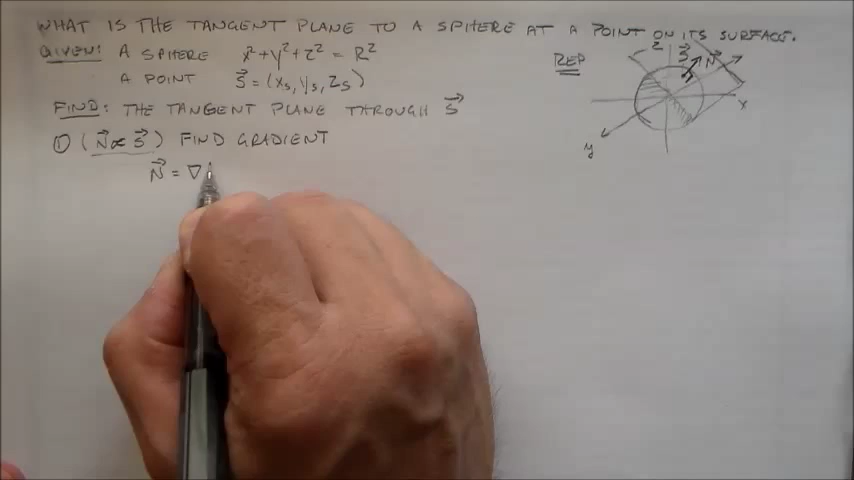 WHAT IS THE TANGENT PLANE TO A SPHERE AT A POINT ON ITS SURFACE.
GIVEN: A SPHERE x²+y²+z² = R²
A POINT S⃗ = (xs, ys, zs)
FIND: THE TANGENT PLANE THROUGH S⃗
① (N⃗ ∝ S⃗) FIND GRADIENT
N⃗ = ∇
REP
z S⃗ N⃗
x
y